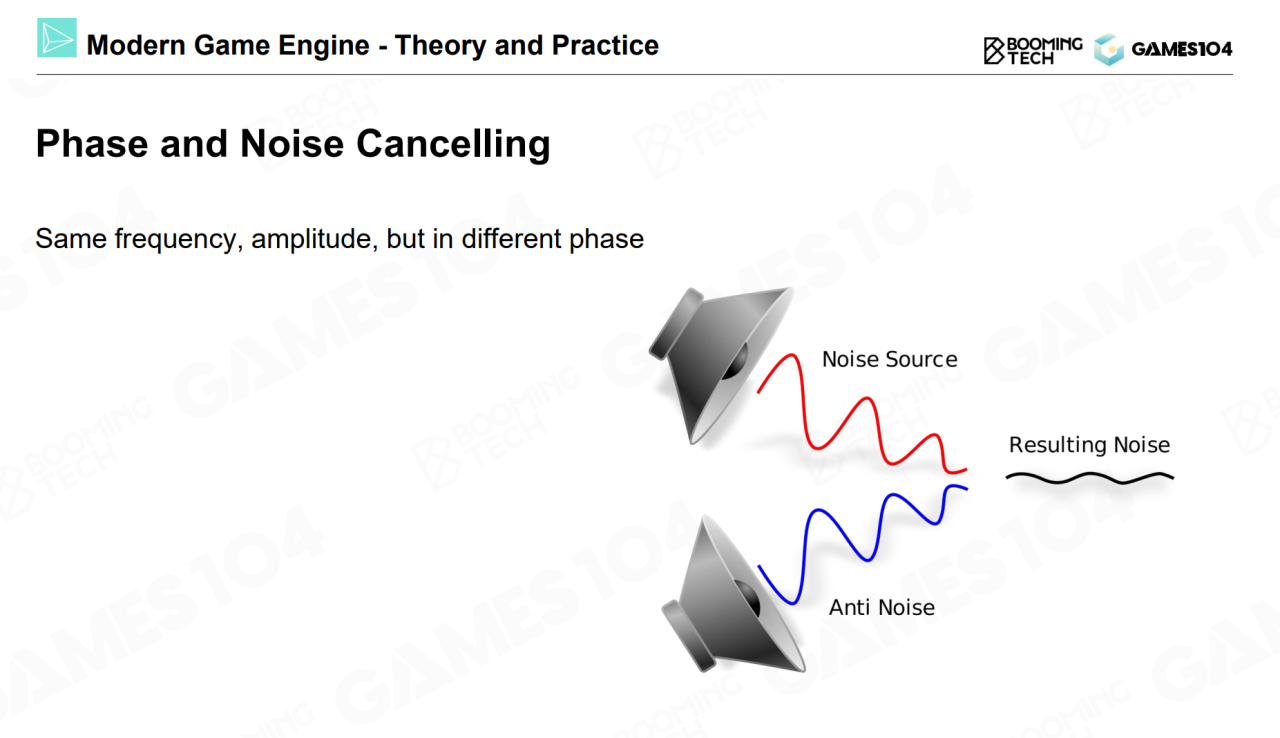 Modern Game Engine - Theory and Practice
BOOMING
TECH
GAMES104
Phase and Noise Cancelling
Same frequency, amplitude, but in different phase
Noise Source
Resulting Noise
Anti Noise